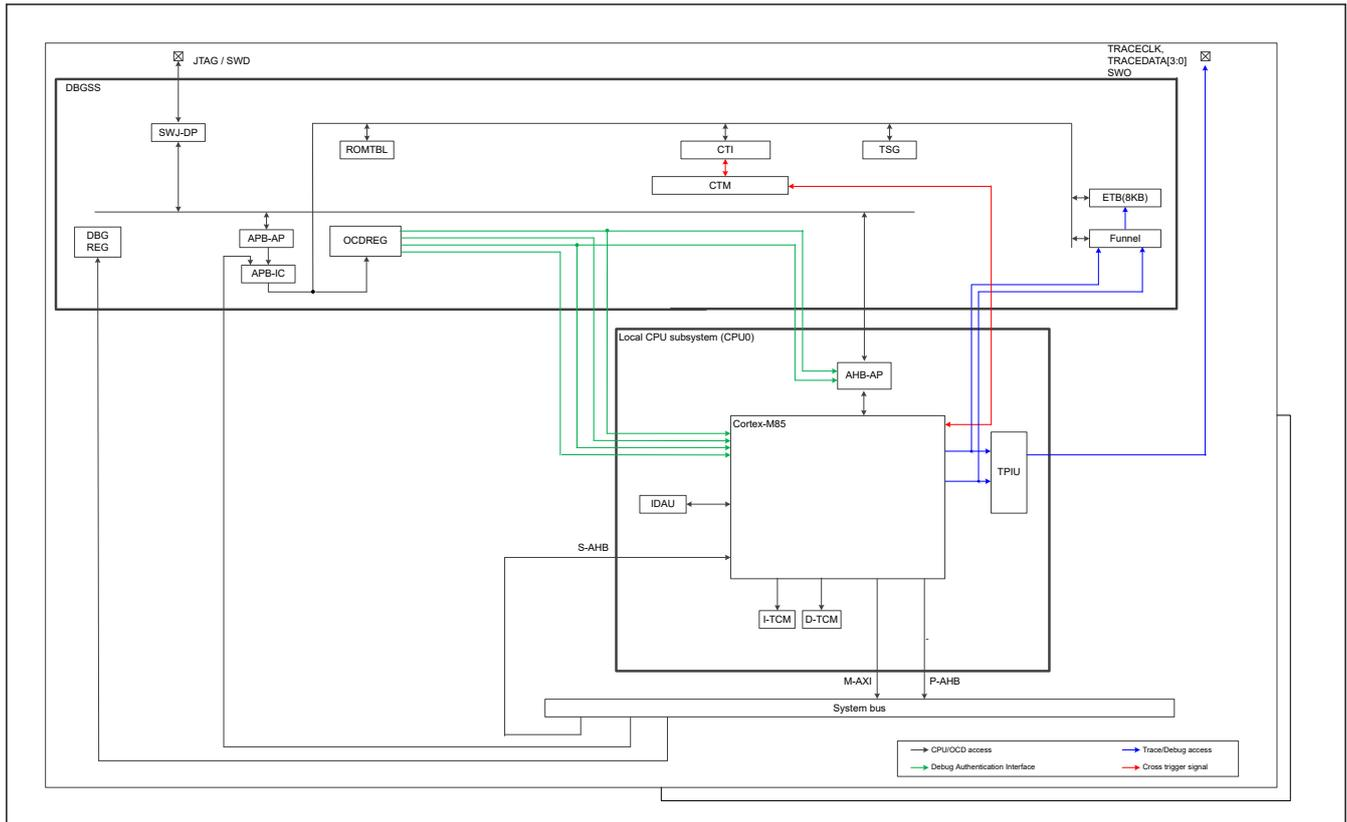 JTAG / SWD
TRACECLK,
TRACEDATA[3:0]
SWO
DBGSS
SWJ-DP
ROMTBL
CTI
TSG
CTM
ETB(8KB)
DBG
REG
APB-AP
OCDREG
Funnel
APB-IC
Local CPU subsystem (CPU0)
AHB-AP
Cortex-M85
TPIU
IDAU
S-AHB
I-TCM
D-TCM
M-AXI
P-AHB
System bus
CPU/OCD access
Trace/Debug access
Debug Authentication Interface
Cross trigger signal